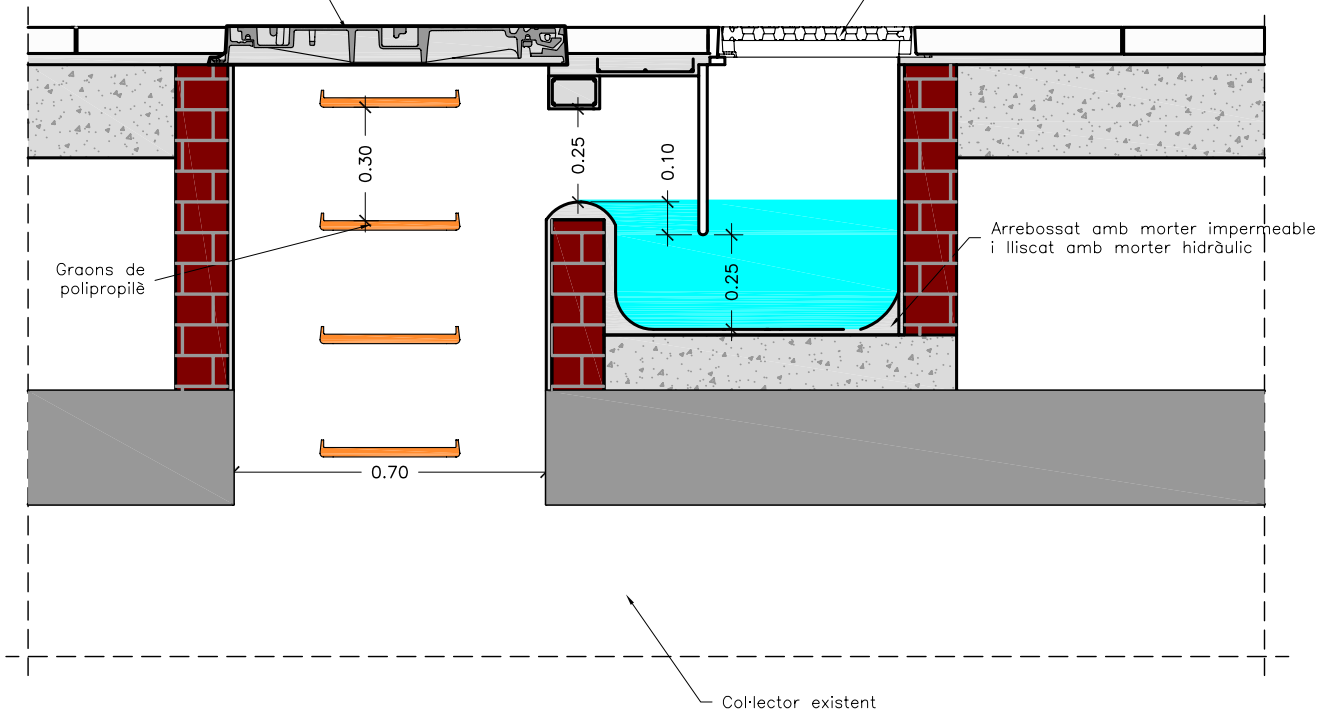 0.30
0.25
0.10
Arrebossat amb morter impermeable
i lliscat amb morter hidràulic
Graons de
polipropilè
0.25
0.70
Col·lector existent